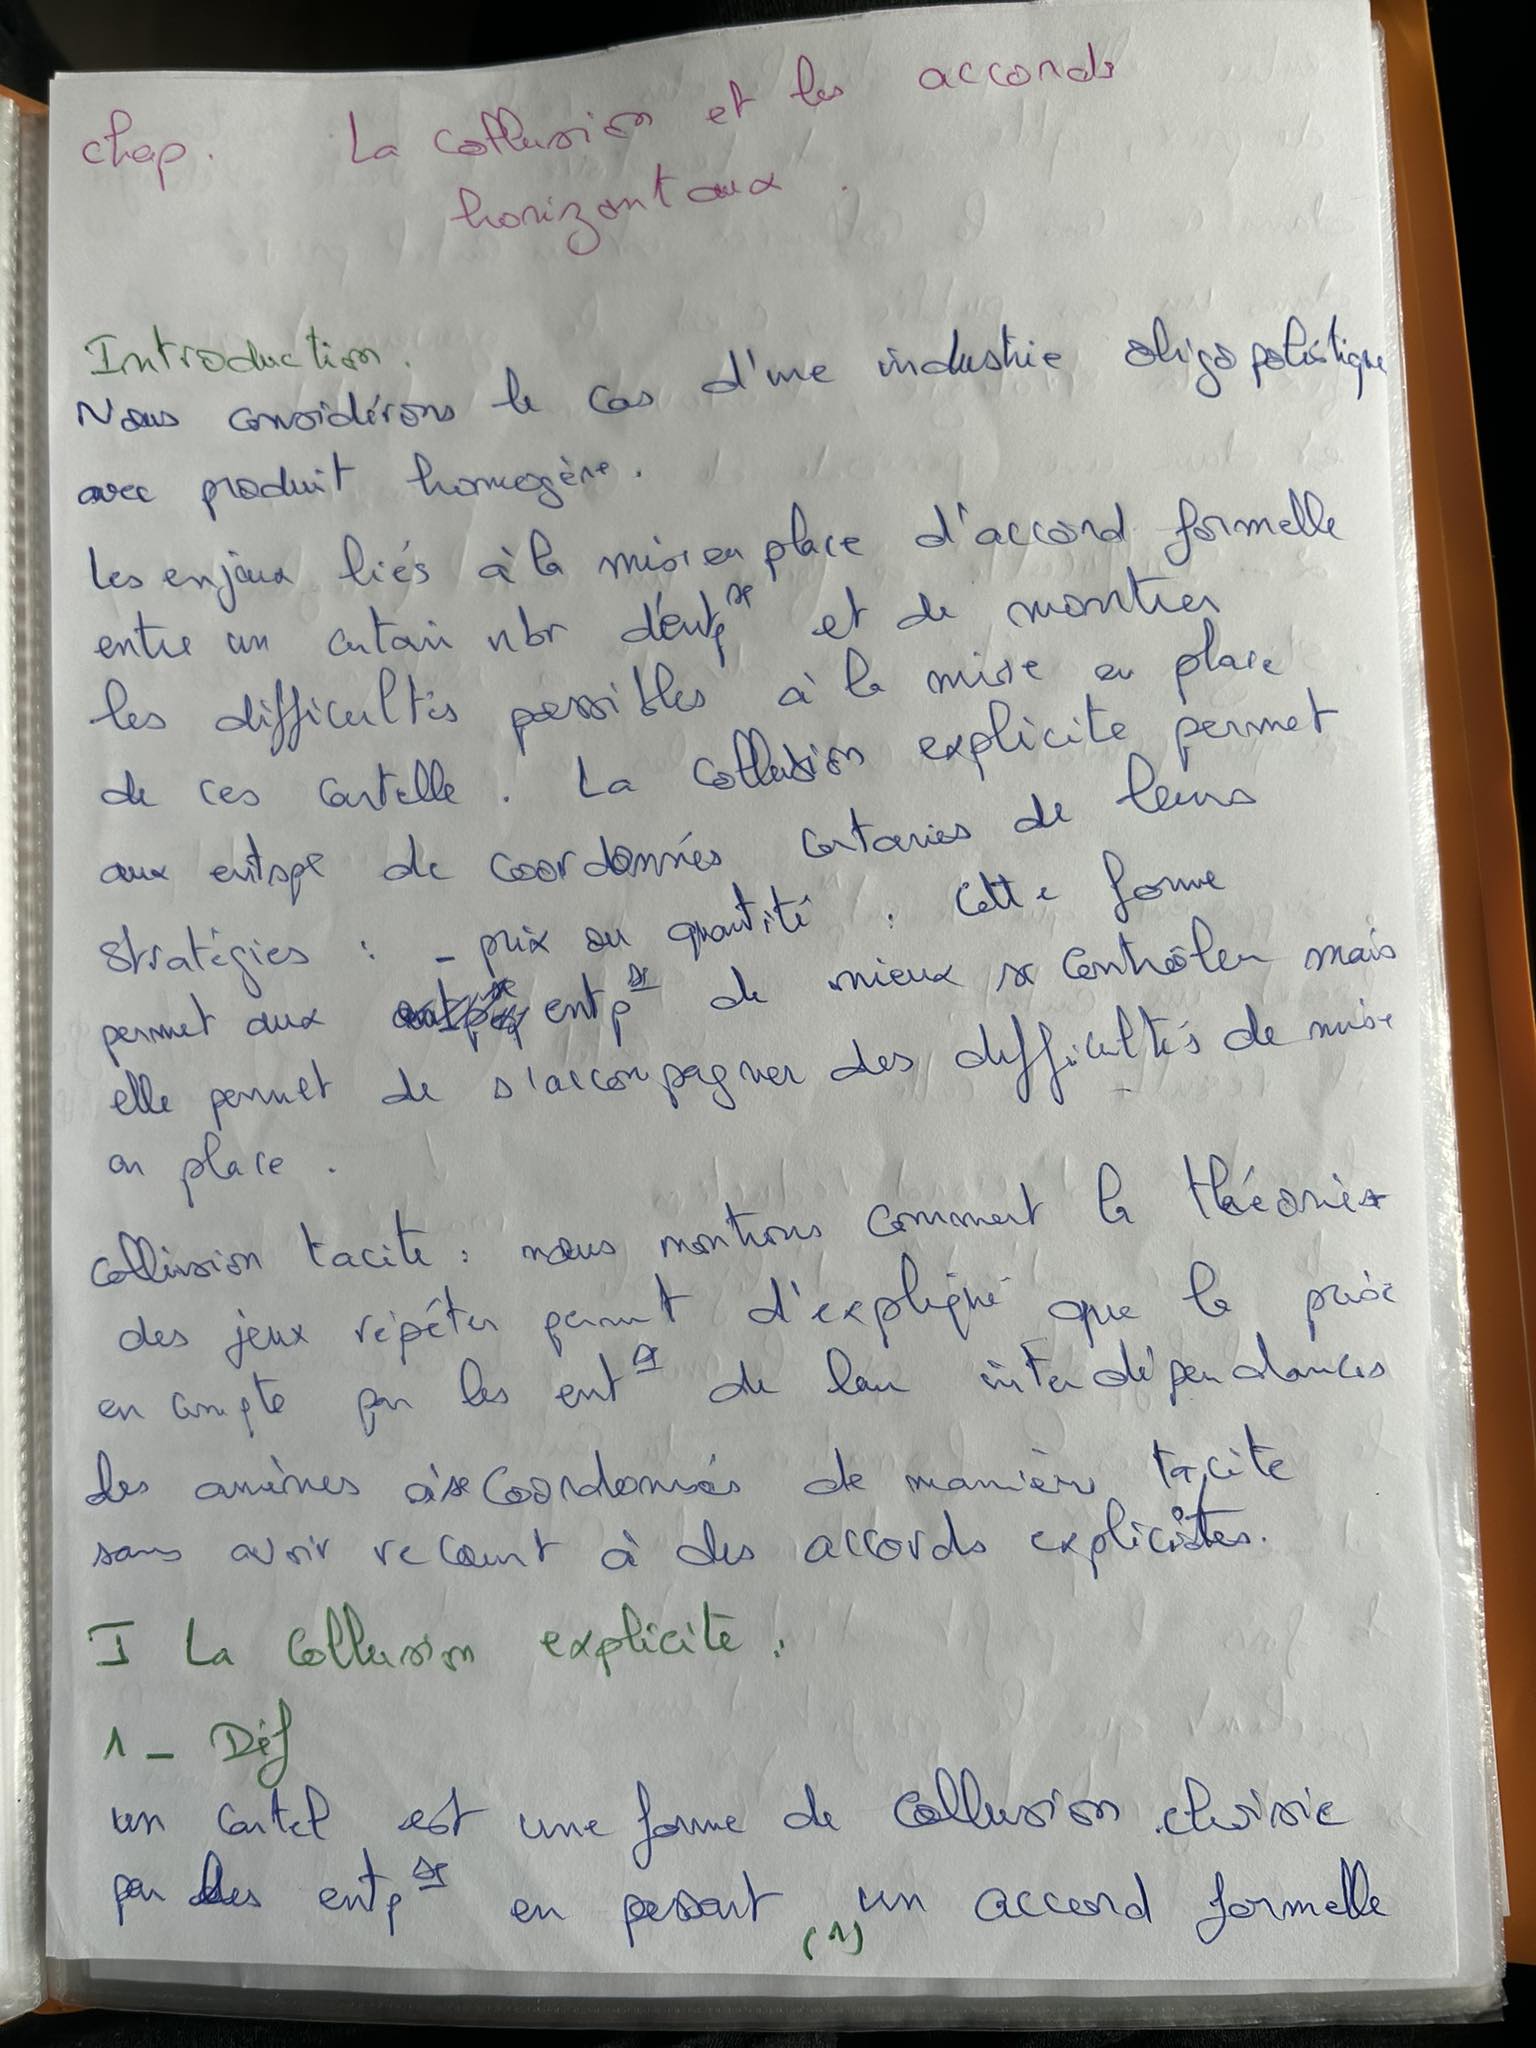 chap. La collusion et les accords
horizontaux.
Introduction.
Nous considérons le cas d'une industrie oligopolistique
avec produit homogène.
les enjeux liés à la mise en place d'accord formelle
entre un certain nbr d'entp se et de montrer
les difficultés possibles à la mise en place
de ces cartelle. La collusion explicite permet
aux entrpse de coordonnés certaines de leurs
stratégies : - prix ou quantité : cette forme
permet aux entp se de mieux se contrôler mais
elle permet de s'accompagner des difficultés de mise
en place.
collusion tacite : nous montrons comment la théorie
des jeux répéter permet d'expliqué que la prise
en compte par les ent se de leur interdépendances
les amènes à se coordonnés de manière tacite
sans avoir recourt à des accords explicites.
I La collusion explicite :
1 - Déf
un cartel est une forme de collusion choisie
par les entp se en passant un accord formelle
(1)